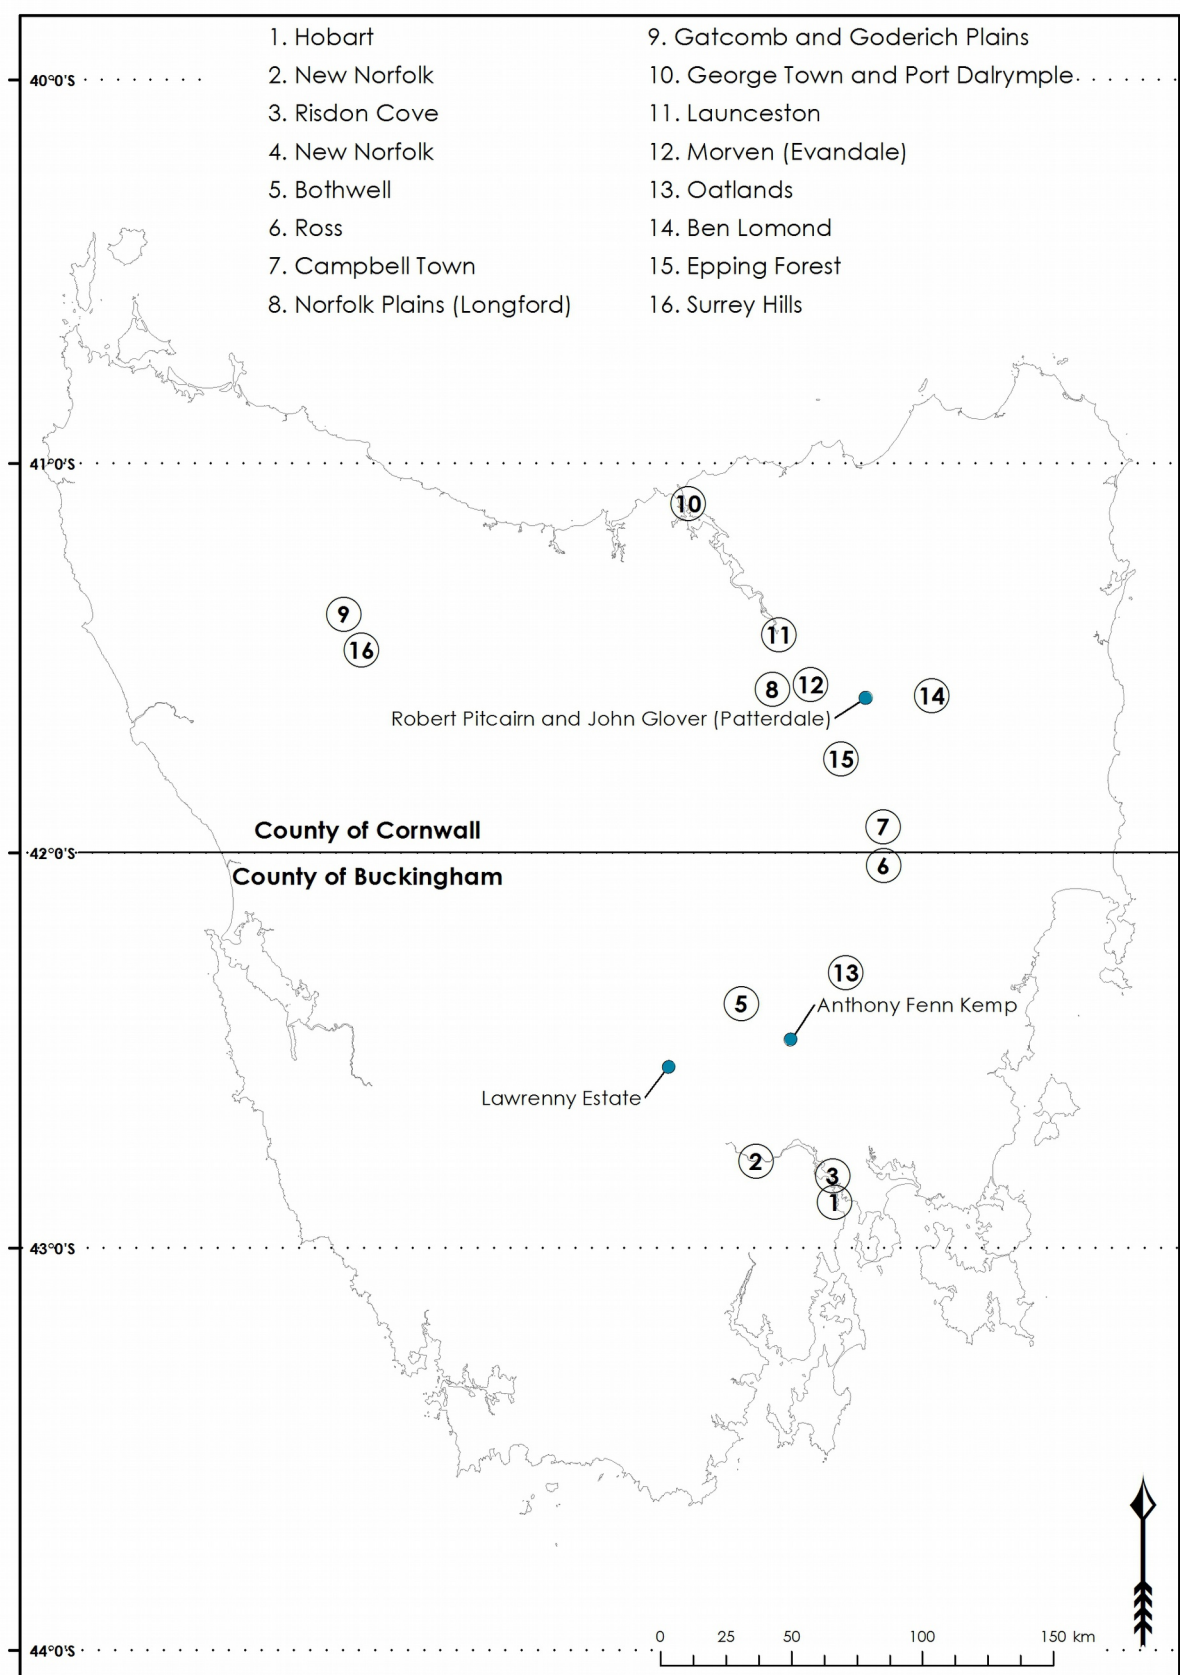 1. Hobart
2. New Norfolk
3. Risdon Cove
4. New Norfolk
5. Bothwell
6. Ross
7. Campbell Town
8. Norfolk Plains (Longford)
9. Gatcomb and Goderich Plains
10. George Town and Port Dalrymple
11. Launceston
12. Morven (Evandale)
13. Oatlands
14. Ben Lomond
15. Epping Forest
16. Surrey Hills
40°0'S
41°0'S
10
9
16
11
8
12
14
Robert Pitcairn and John Glover (Patterdale)
15
7
County of Cornwall
42°0'S
County of Buckingham
6
13
5
Anthony Fenn Kemp
Lawrenny Estate
2
3
1
43°0'S
44°0'S
0 25 50 100 150 km